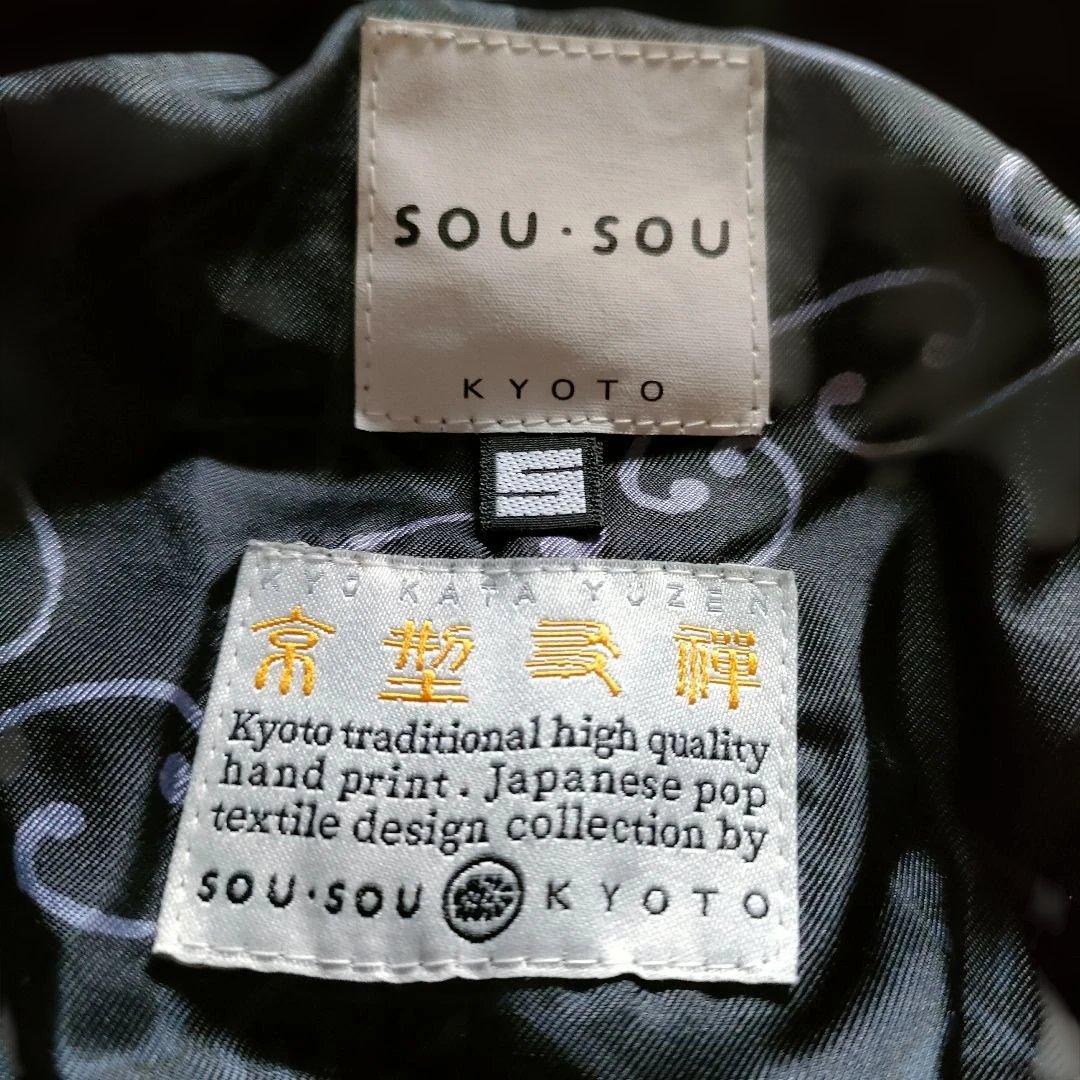 SOU・SOU
KYOTO
S
KYO KATA YUZEN
京型友禅
Kyoto traditional high quality
hand print. Japanese pop
textile design collection by
SOU・SOU KYOTO